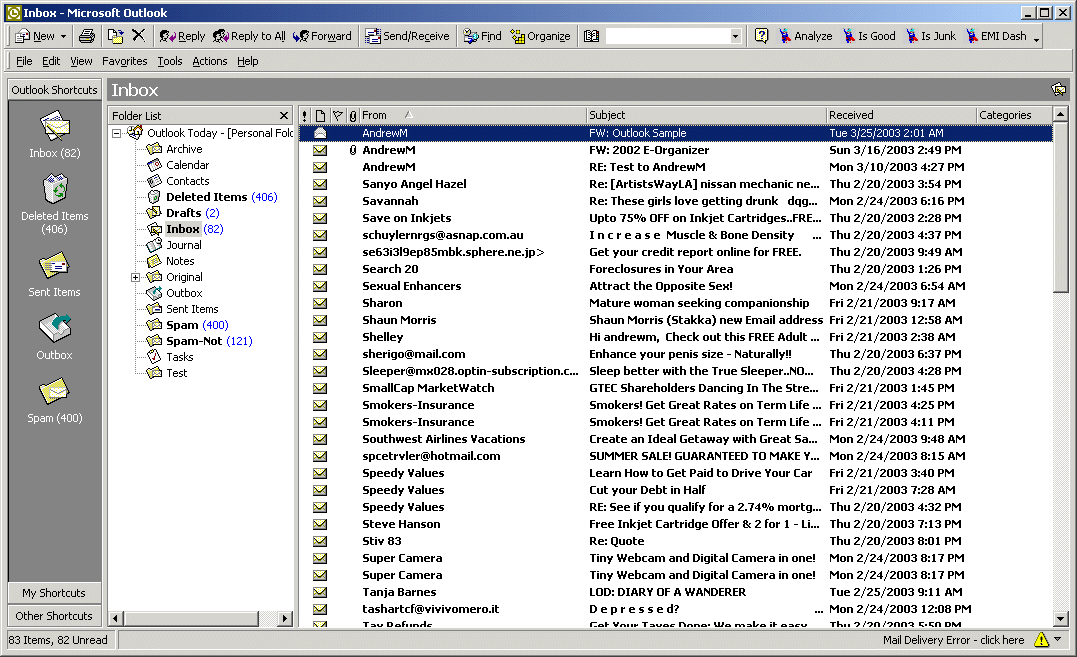 Inbox - Microsoft Outlook
New Reply Reply to All Forward Send/Receive Find Organize Analyze Is Good Is Junk EMI Dash
File Edit View Favorites Tools Actions Help
Outlook Shortcuts
Inbox (82)
Deleted Items
(406)
Sent Items
Outbox
Spam (400)
My Shortcuts
Other Shortcuts
Inbox
Folder List
Outlook Today - [Personal Fold
Archive
Calendar
Contacts
Deleted Items (406)
Drafts (2)
Inbox (82)
Journal
Notes
Original
Outbox
Sent Items
Spam (400)
Spam-Not (121)
Tasks
Test
From Subject Received Categories
AndrewM FW: Outlook Sample Tue 3/25/2003 2:01 AM
AndrewM FW: 2002 E-Organizer Sun 3/16/2003 2:49 PM
AndrewM RE: Test to AndrewM Mon 3/10/2003 4:27 PM
Sanyo Angel Hazel Re: [ArtistsWayLA] nissan mechanic ne... Thu 2/20/2003 3:54 PM
Savannah Re: These girls love getting drunk dqg... Mon 2/24/2003 6:16 PM
Save on Inkjets Upto 75% OFF on Inkjet Cartridges..FRE... Thu 2/20/2003 2:28 PM
schuylernrgs@asnap.com.au I n c r e a s e Muscle & Bone Density ... Thu 2/20/2003 2:43 PM
se63i3l9ep85mbk.sphere.ne.jp> Get your credit report online for FREE. Thu 2/20/2003 9:49 AM
Search 20 Foreclosures in Your Area Thu 2/20/2003 1:26 PM
Sexual Enhancers Attract the Opposite Sex! Mon 2/24/2003 6:54 AM
Sharon Mature woman seeking companionship Fri 2/21/2003 9:17 AM
Shaun Morris Shaun Morris (Stakka) new Email address Fri 2/21/2003 12:58 AM
Shelley Hi andrewm, Check out this FREE Adult ... Fri 2/21/2003 2:38 AM
sherigo@mail.com Enhance your penis size - Naturally!! Thu 2/20/2003 6:37 PM
Sleeper@mx028.optin-subscription.c... Sleep better with the True Sleeper..NO... Thu 2/20/2003 4:28 PM
SmallCap MarketWatch GTEC Shareholders Dancing In The Stre... Fri 2/21/2003 1:45 PM
Smokers-Insurance Smokers! Get Great Rates on Term Life ... Fri 2/21/2003 4:25 PM
Smokers-Insurance Smokers! Get Great Rates on Term Life ... Fri 2/21/2003 4:11 PM
Southwest Airlines Vacations Create an Ideal Getaway with Great Sa... Mon 2/24/2003 9:48 AM
spcetrvler@hotmail.com SUMMER SALE! GUARANTEED TO MAKE Y... Mon 2/24/2003 8:15 AM
Speedy Values Learn How to Get Paid to Drive Your Car Fri 2/21/2003 3:40 PM
Speedy Values Cut your Debt in Half Fri 2/21/2003 7:28 AM
Speedy Values RE: See if you qualify for a 2.74% mortg... Thu 2/20/2003 4:32 PM
Steve Hanson Free Inkjet Cartridge Offer & 2 for 1 - Li... Thu 2/20/2003 7:13 PM
Stiv 83 Re: Quote Thu 2/20/2003 8:01 PM
Super Camera Tiny Webcam and Digital Camera in one! Mon 2/24/2003 8:17 PM
Super Camera Tiny Webcam and Digital Camera in one! Mon 2/24/2003 8:17 PM
Tanja Barnes LOD: DIARY OF A WANDERER Tue 2/25/2003 9:11 AM
tashartcf@vivivomero.it D e p r e s s e d? ... Mon 2/24/2003 12:08 PM
Tax Refunds Get Your Taxes Done: We make it easy Thu 2/20/2003 5:50 PM
83 Items, 82 Unread Mail Delivery Error - click here